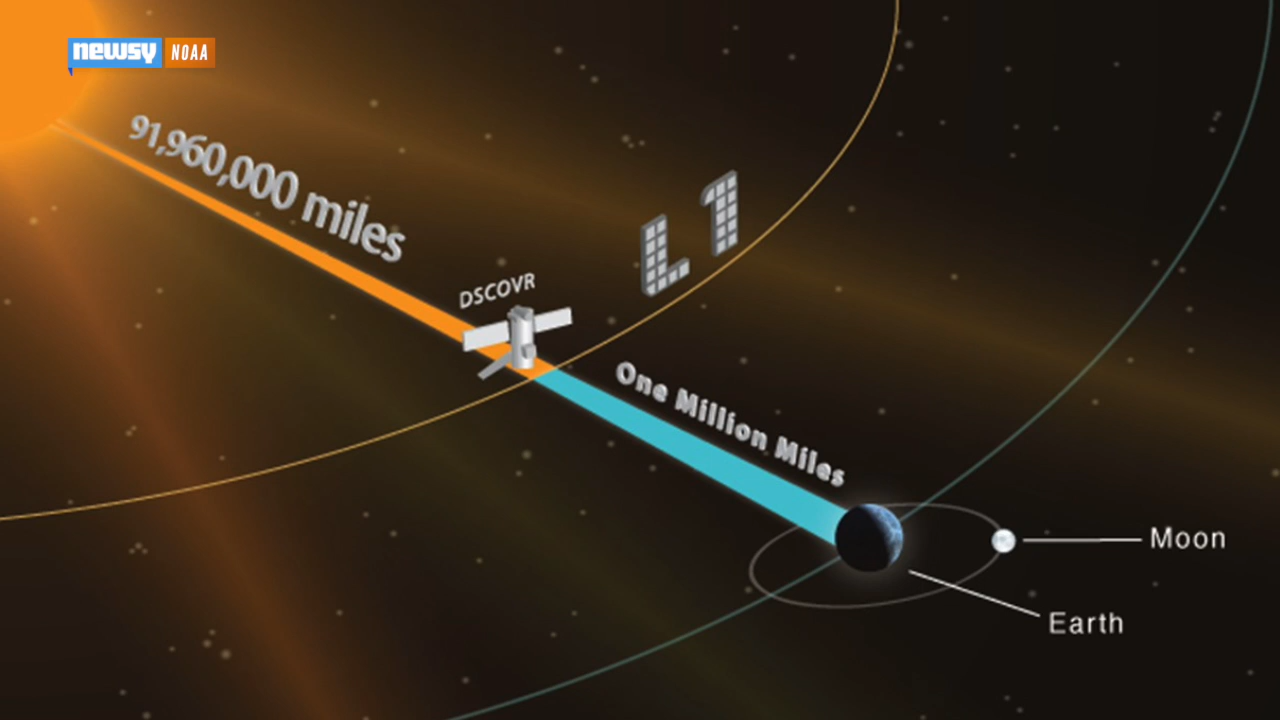 newsy NOAA
91,960,000 miles
L1
DSCOVR
One Million Miles
Moon
Earth